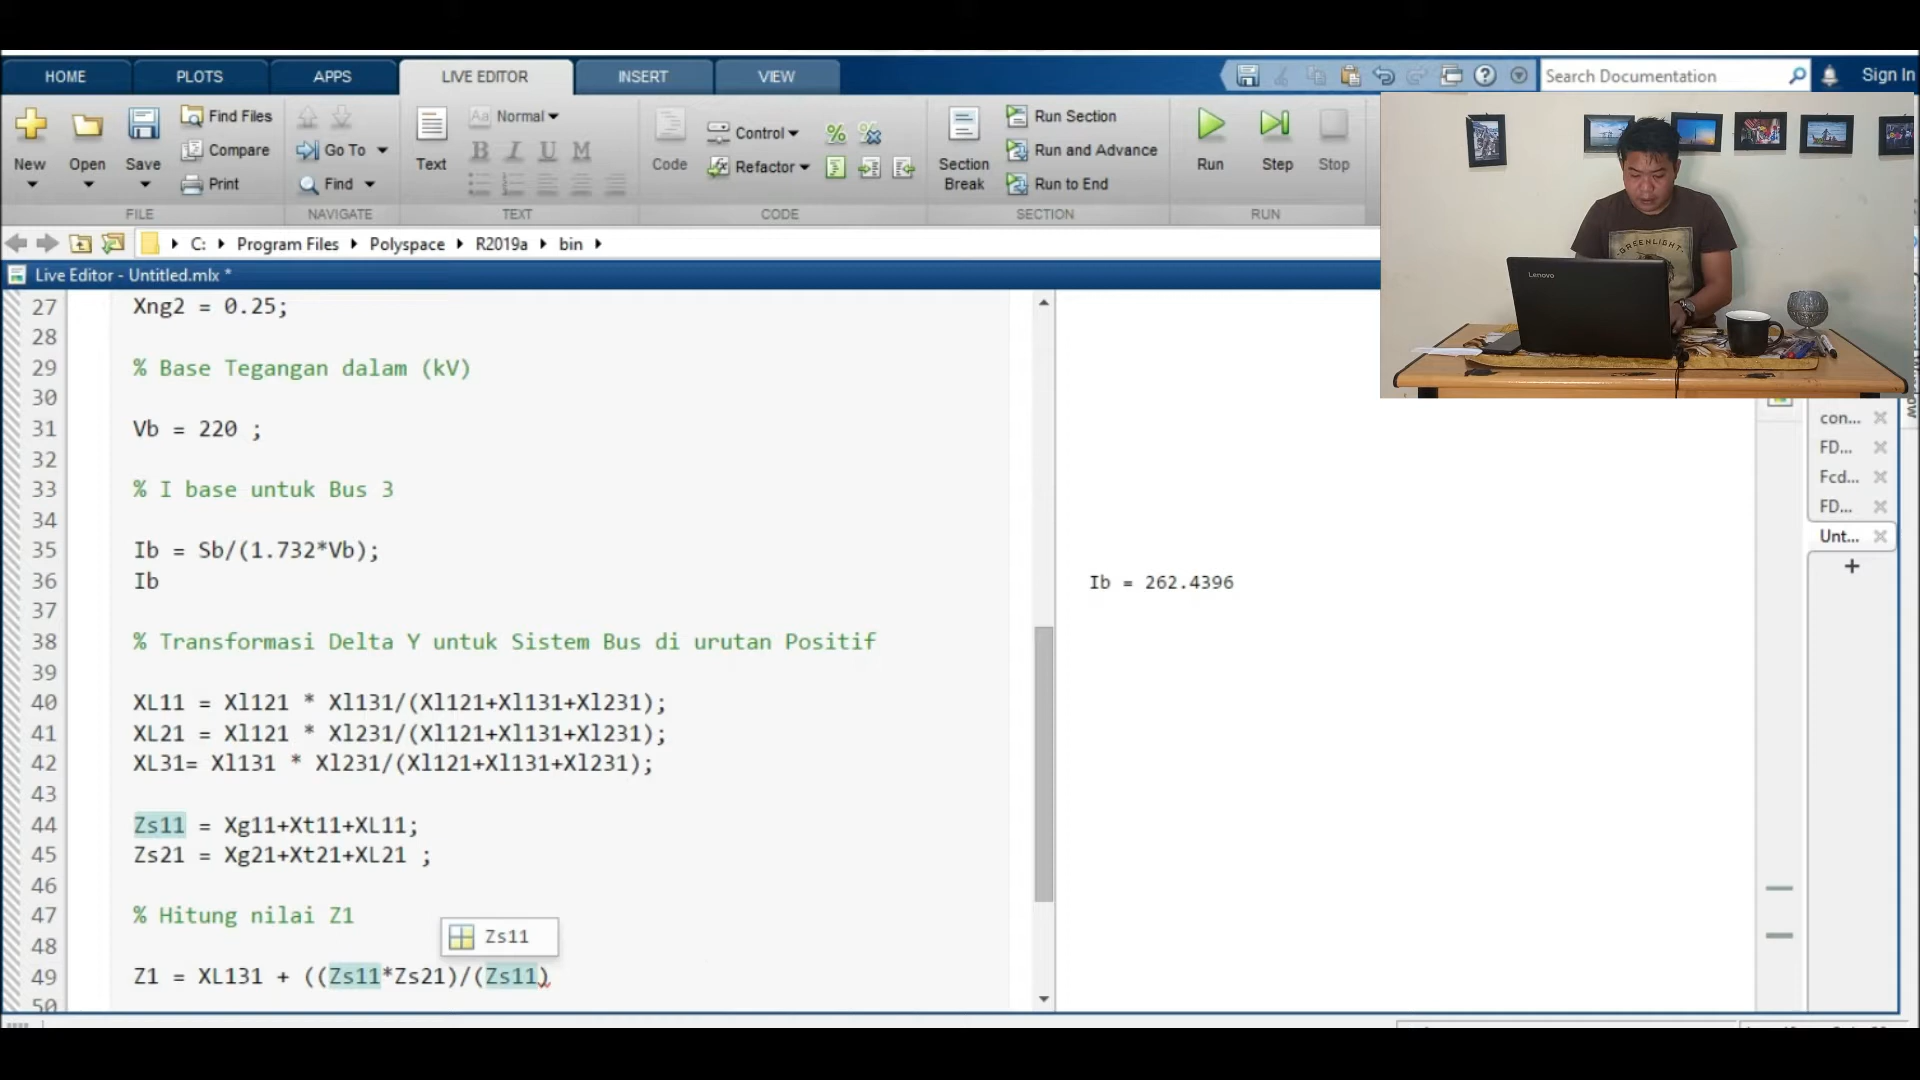 HOME PLOTS APPS LIVE EDITOR INSERT VIEW Search Documentation Sign In
New Open Save Find Files Compare Print Go To Find Text Normal B I U M Code Control Refactor Section Break Run Section Run and Advance Run to End Run Step Stop
FILE NAVIGATE TEXT CODE SECTION RUN
C: Program Files Polyspace R2019a bin
Live Editor - Untitled.mlx *
27 Xng2 = 0.25;
28
29 % Base Tegangan dalam (kV)
30
31 Vb = 220 ;
32
33 % I base untuk Bus 3
34
35 Ib = Sb/(1.732*Vb);
36 Ib
Ib = 262.4396
37
38 % Transformasi Delta Y untuk Sistem Bus di urutan Positif
39
40 XL11 = Xl121 * Xl131/(Xl121+Xl131+Xl231);
41 XL21 = Xl121 * Xl231/(Xl121+Xl131+Xl231);
42 XL31= Xl131 * Xl231/(Xl121+Xl131+Xl231);
43
44 Zs11 = Xg11+Xt11+XL11;
45 Zs21 = Xg21+Xt21+XL21 ;
46
47 % Hitung nilai Z1
Zs11
48
49 Z1 = XL131 + ((Zs11*Zs21)/(Zs11)
50
con...
FD...
Fcd...
FD...
Unt...
GREENLIGHT
Lenovo